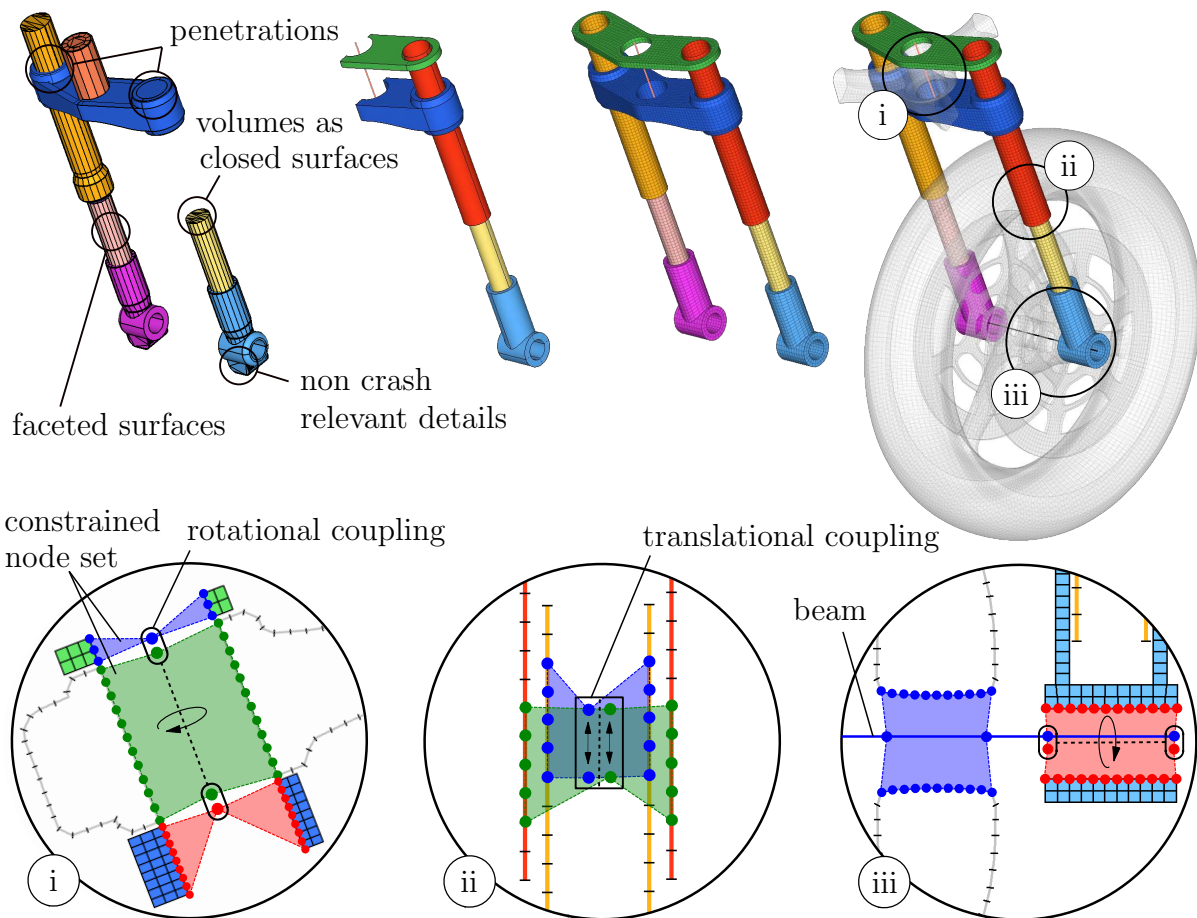 penetrations
volumes as
closed surfaces
non crash
relevant details
faceted surfaces
i
ii
iii
constrained
node set
rotational coupling
translational coupling
beam
i
ii
iii